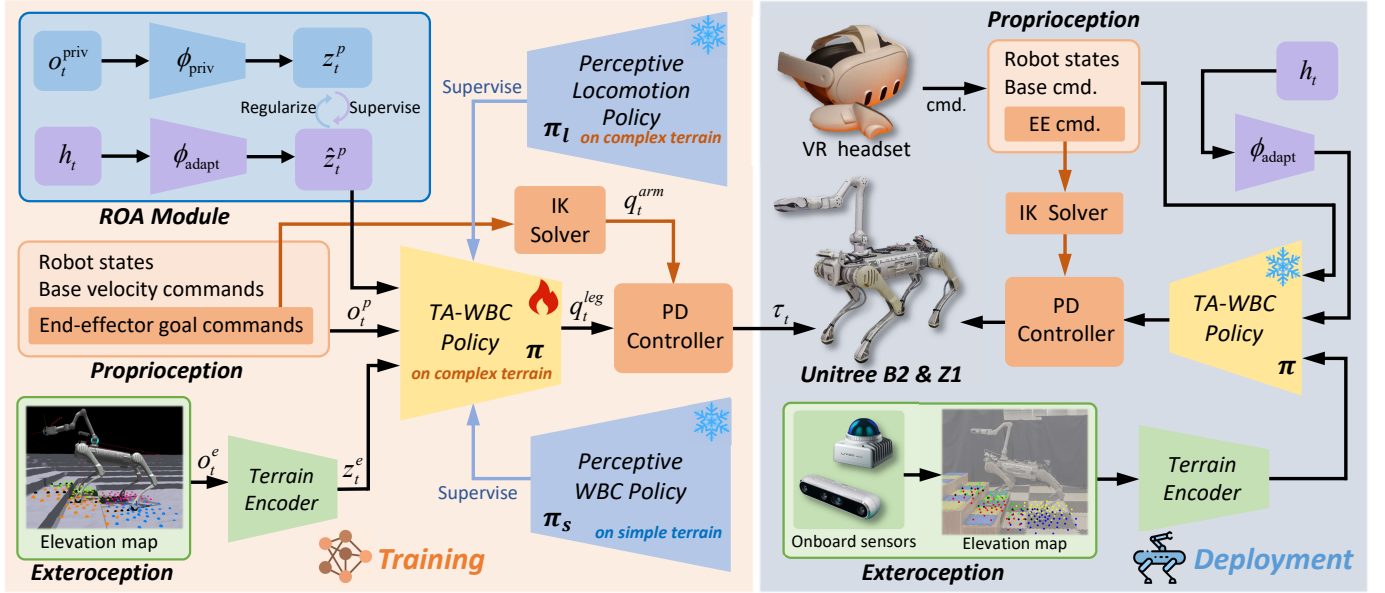 o_t^priv
ϕ_priv
z_t^p
Regularize
Supervise
h_t
ϕ_adapt
ẑ_t^p
ROA Module
Supervise
Perceptive
Locomotion
Policy
π_l
on complex terrain
IK
Solver
q_t^arm
Robot states
Base velocity commands
End-effector goal commands
Proprioception
o_t^p
TA-WBC
Policy
π
on complex terrain
q_t^leg
PD
Controller
τ_t
Elevation map
Exteroception
o_t^e
Terrain
Encoder
z_t^e
Supervise
Perceptive
WBC Policy
π_s
on simple terrain
Training
VR headset
cmd.
Proprioception
Robot states
Base cmd.
EE cmd.
h_t
ϕ_adapt
IK Solver
PD
Controller
TA-WBC
Policy
π
Unitree B2 & Z1
Onboard sensors
Elevation map
Exteroception
Terrain
Encoder
Deployment